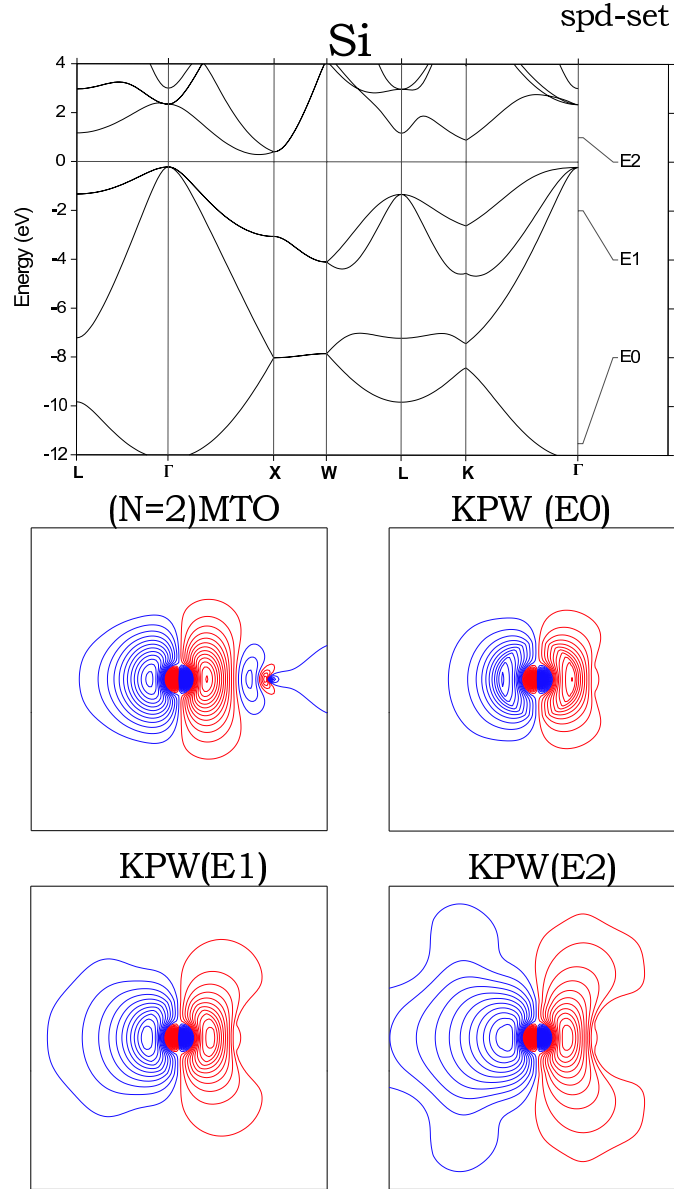 spd-set
Si
4
2
0
-2
-4
-6
-8
-10
-12
Energy (eV)
E2
E1
E0
L Γ X W L K Γ
(N=2)MTO
KPW (E0)
KPW(E1)
KPW(E2)